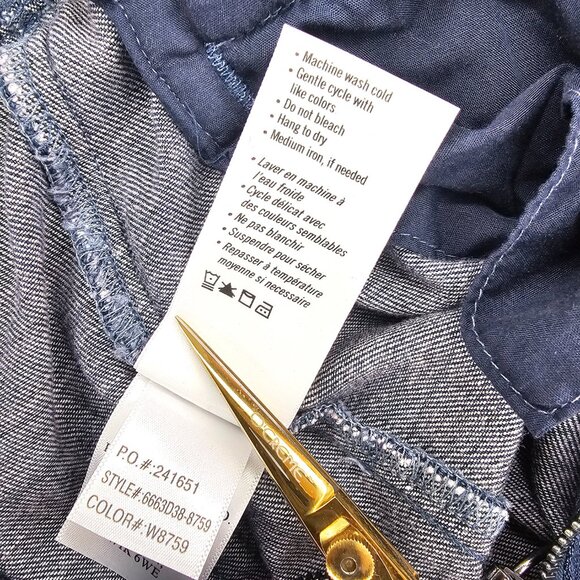 • Machine wash cold
• Gentle cycle with
like colors
• Do not bleach
• Hang to dry
• Medium iron, if needed
• Laver en machine à
l'eau froide
• Cycle délicat avec
des couleurs semblables
• Ne pas blanchir
• Suspendre pour sécher
• Repasser à température
moyenne si necessaire
P.O.#:241651
STYLE#:6663D38-8759
COLOR#:W8759
6WE